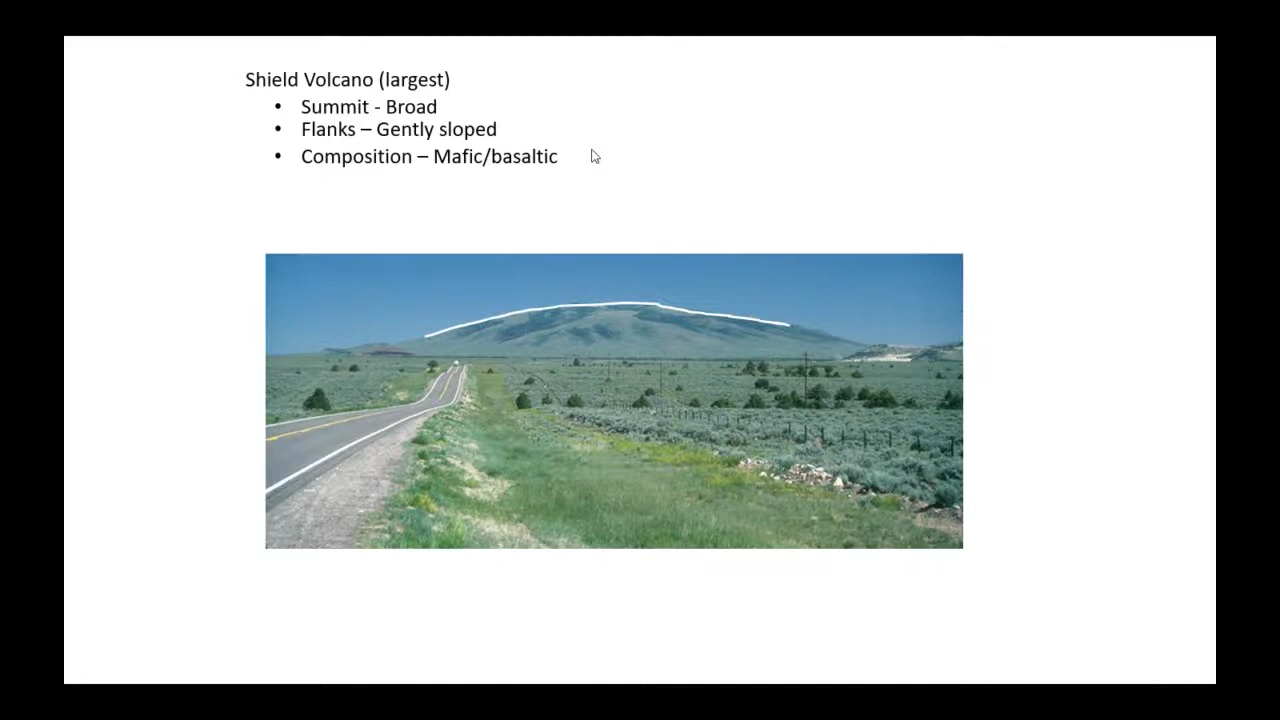 Shield Volcano (largest)
• Summit - Broad
• Flanks – Gently sloped
• Composition – Mafic/basaltic